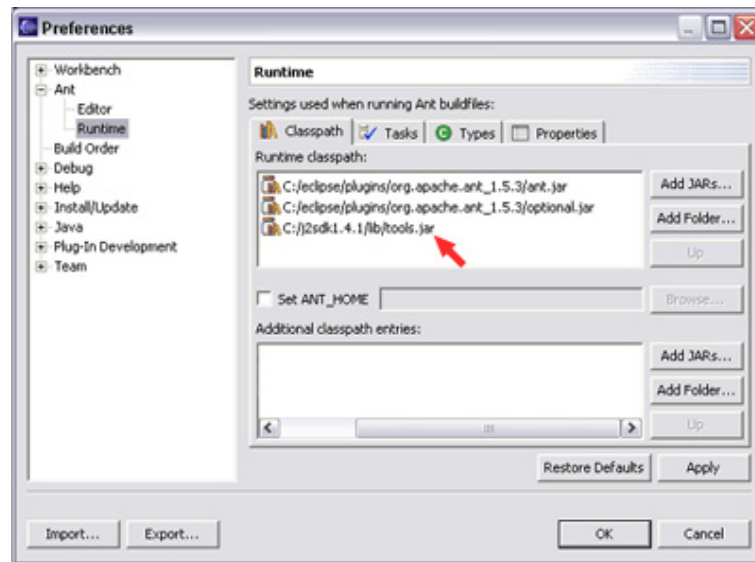 Preferences
Workbench
Ant
Editor
Runtime
Build Order
Debug
Help
Install/Update
Java
Plug-In Development
Team
Runtime
Settings used when running Ant buildfiles:
Classpath Tasks Types Properties
Runtime classpath:
C:/eclipse/plugins/org.apache.ant_1.5.3/ant.jar
C:/eclipse/plugins/org.apache.ant_1.5.3/optional.jar
C:/j2sdk1.4.1/lib/tools.jar
Add JARs...
Add Folder...
Up
Set ANT_HOME
Browse...
Additional classpath entries:
Add JARs...
Add Folder...
Up
Restore Defaults Apply
Import... Export... OK Cancel